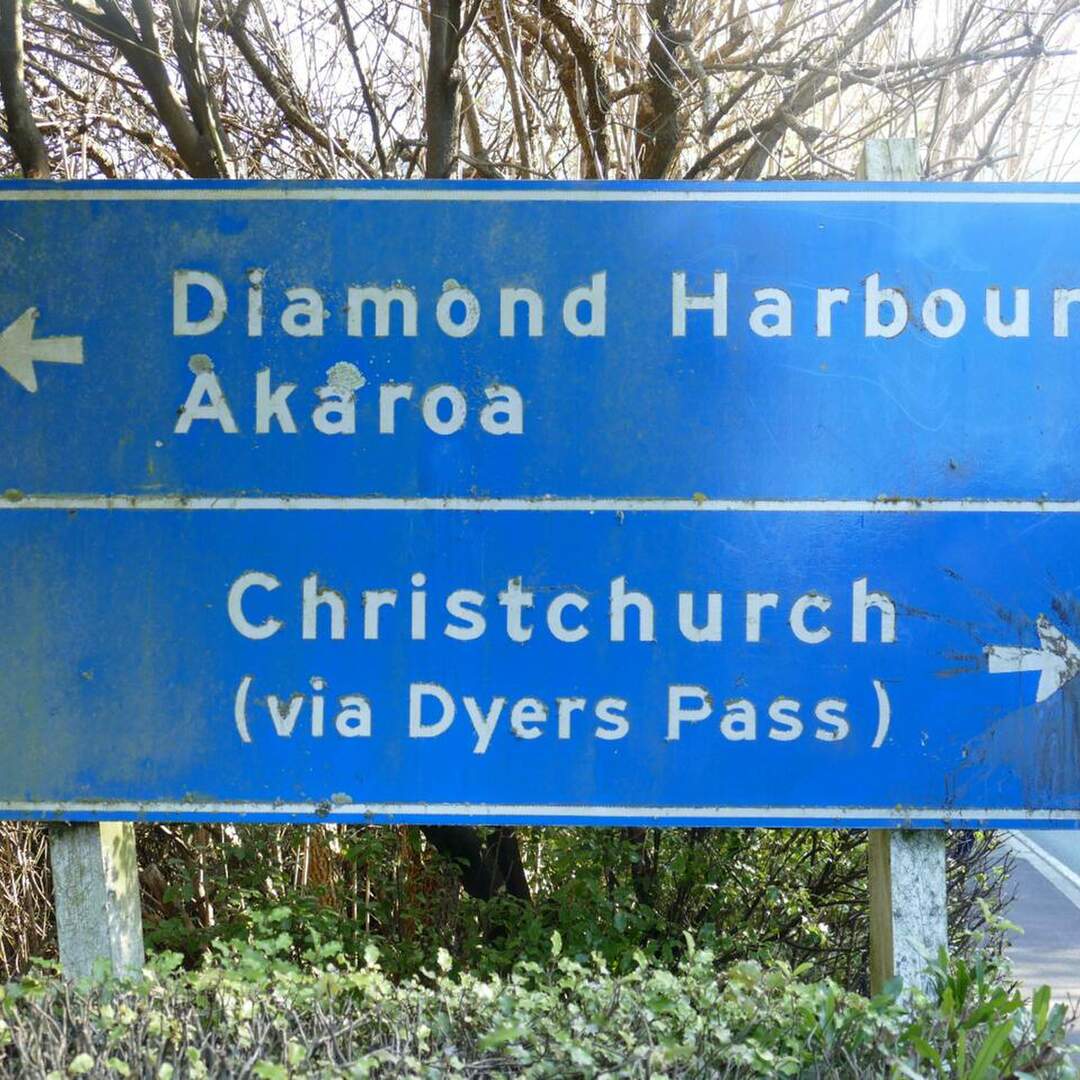 Diamond Harbour
Akaroa
Christchurch
(via Dyers Pass)